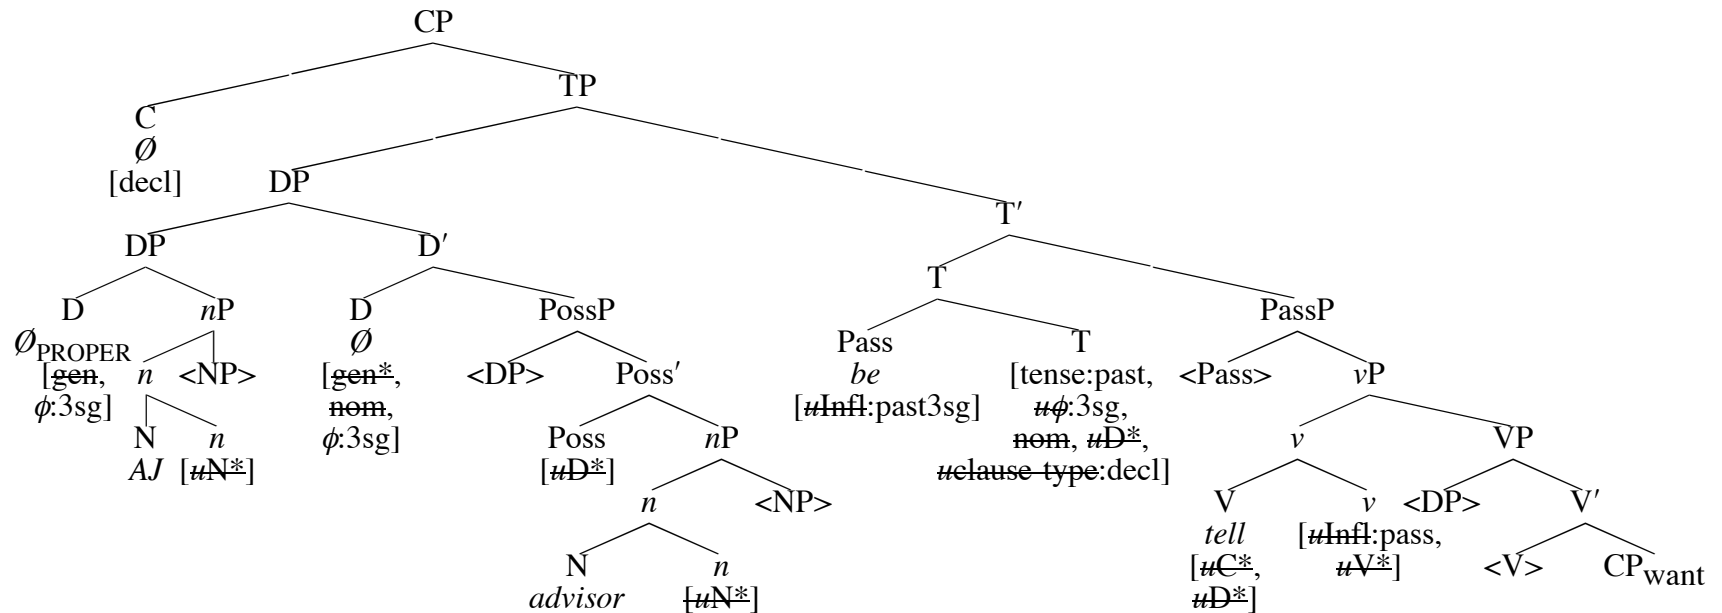 CP
TP
C
Ø
[decl] DP
T′
DP D′
T
D nP D PossP PassP
Ø_PROPER Ø Pass T
[gen, n <NP> [gen*, <DP> Poss′ be [tense:past, <Pass> vP
ϕ:3sg] nom, [uInfl:past3sg] uϕ:3sg,
N n ϕ:3sg] Poss nP nom, uD*, v VP
AJ [uN*] [uD*] uclause type:decl]
n <NP> V v <DP> V′
tell [uInfl:pass,
N n [uC*, uV*] <V> CP_want
advisor [uN*] uD*]